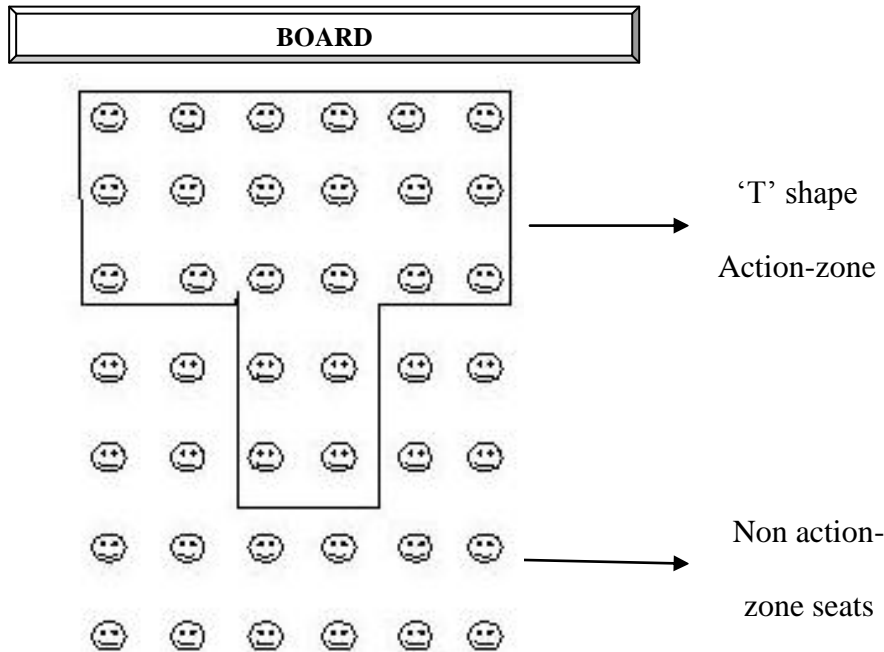 BOARD
‘T’ shape
Action-zone
Non action-
zone seats